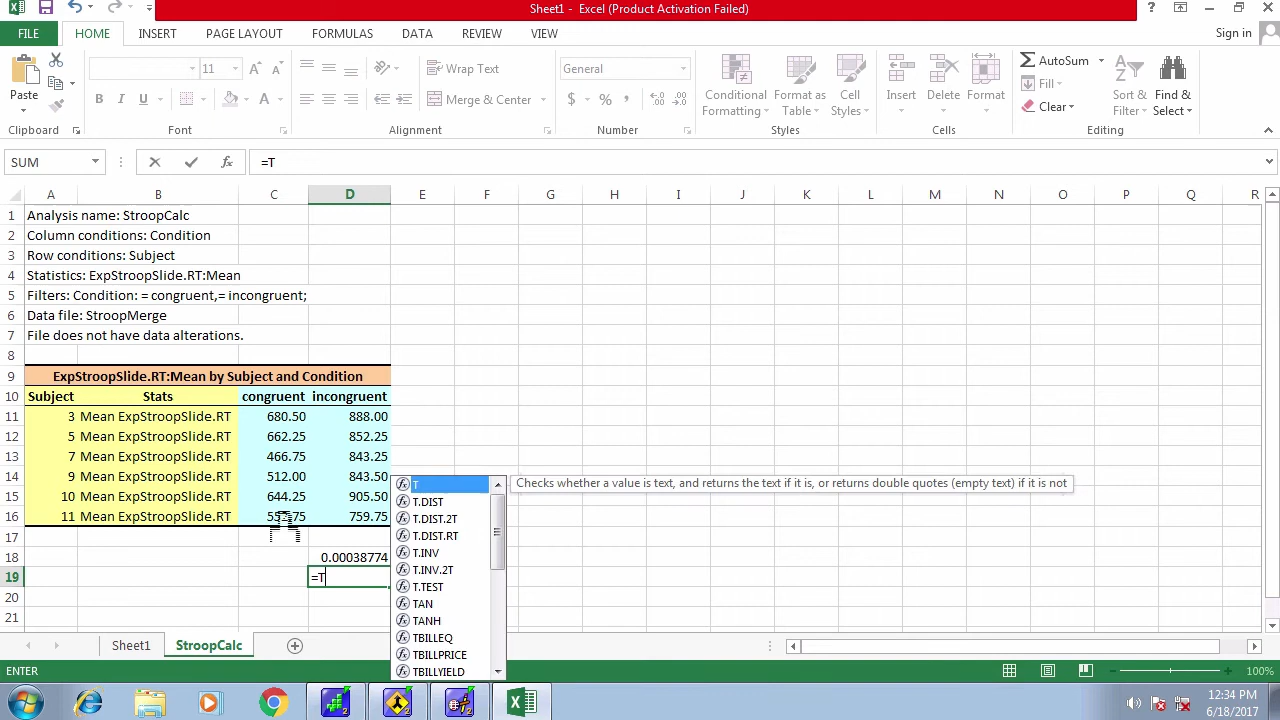 Sheet1 - Excel (Product Activation Failed)
FILE HOME INSERT PAGE LAYOUT FORMULAS DATA REVIEW VIEW Sign in
Paste 11 Wrap Text General Conditional Format as Cell Insert Delete Format AutoSum Sort & Find &
Merge & Center $ % Formatting Table Styles Fill Filter Select
Clear
Clipboard Font Alignment Number Styles Cells Editing
SUM =T
A B C D E F G H I J K L M N O P Q R
1 Analysis name: StroopCalc
2 Column conditions: Condition
3 Row conditions: Subject
4 Statistics: ExpStroopSlide.RT:Mean
5 Filters: Condition: = congruent,= incongruent;
6 Data file: StroopMerge
7 File does not have data alterations.
8
9 ExpStroopSlide.RT:Mean by Subject and Condition
10 Subject Stats congruent incongruent
11 3 Mean ExpStroopSlide.RT 680.50 888.00
12 5 Mean ExpStroopSlide.RT 662.25 852.25
13 7 Mean ExpStroopSlide.RT 466.75 843.25
14 9 Mean ExpStroopSlide.RT 512.00 843.50
15 10 Mean ExpStroopSlide.RT 644.25 905.50
16 11 Mean ExpStroopSlide.RT 759.75
17
18 0.00038774
19 =T
20
21
T Checks whether a value is text, and returns the text if it is, or returns double quotes (empty text) if it is not
T.DIST
T.DIST.2T
T.DIST.RT
T.INV
T.INV.2T
T.TEST
TAN
TANH
TBILLEQ
TBILLPRICE
TBILLYIELD
Sheet1 StroopCalc
ENTER 100%
12:34 PM
6/18/2017